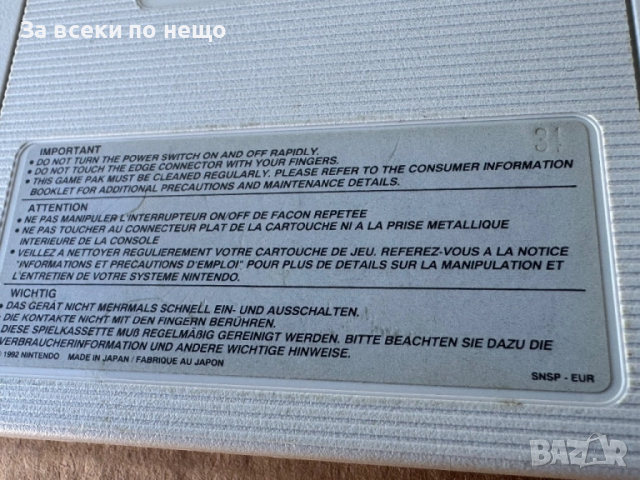 За всеки по нещо
31
IMPORTANT
• DO NOT TURN THE POWER SWITCH ON AND OFF RAPIDLY.
• DO NOT TOUCH THE EDGE CONNECTOR WITH YOUR FINGERS.
• THIS GAME PAK MUST BE CLEANED REGULARLY. PLEASE REFER TO THE CONSUMER INFORMATION
BOOKLET FOR ADDITIONAL PRECAUTIONS AND MAINTENANCE DETAILS.
ATTENTION
• NE PAS MANIPULER L'INTERRUPTEUR ON/OFF DE FACON REPETEE
• NE PAS TOUCHER AU CONNECTEUR PLAT DE LA CARTOUCHE NI A LA PRISE METALLIQUE
INTERIEURE DE LA CONSOLE
• VEILLEZ A NETTOYER REGULIEREMENT VOTRE CARTOUCHE DE JEU. REFEREZ-VOUS A LA NOTICE
"INFORMATIONS ET PRECAUTIONS D'EMPLOI" POUR PLUS DE DETAILS SUR LA MANIPULATION ET
L'ENTRETIEN DE VOTRE SYSTEME NINTENDO.
WICHTIG
• DAS GERÄT NICHT MEHRMALS SCHNELL EIN- UND AUSSCHALTEN.
• DIE KONTAKTE NICHT MIT DEN FINGERN BERÜHREN.
DIESE SPIELKASSETTE MUß REGELMÄßIG GEREINIGT WERDEN. BITTE BEACHTEN SIE DAZU DIE
VERBRAUCHERINFORMATION UND ANDERE WICHTIGE HINWEISE.
© 1992 NINTENDO MADE IN JAPAN / FABRIQUE AU JAPON
SNSP - EUR
BAZAR